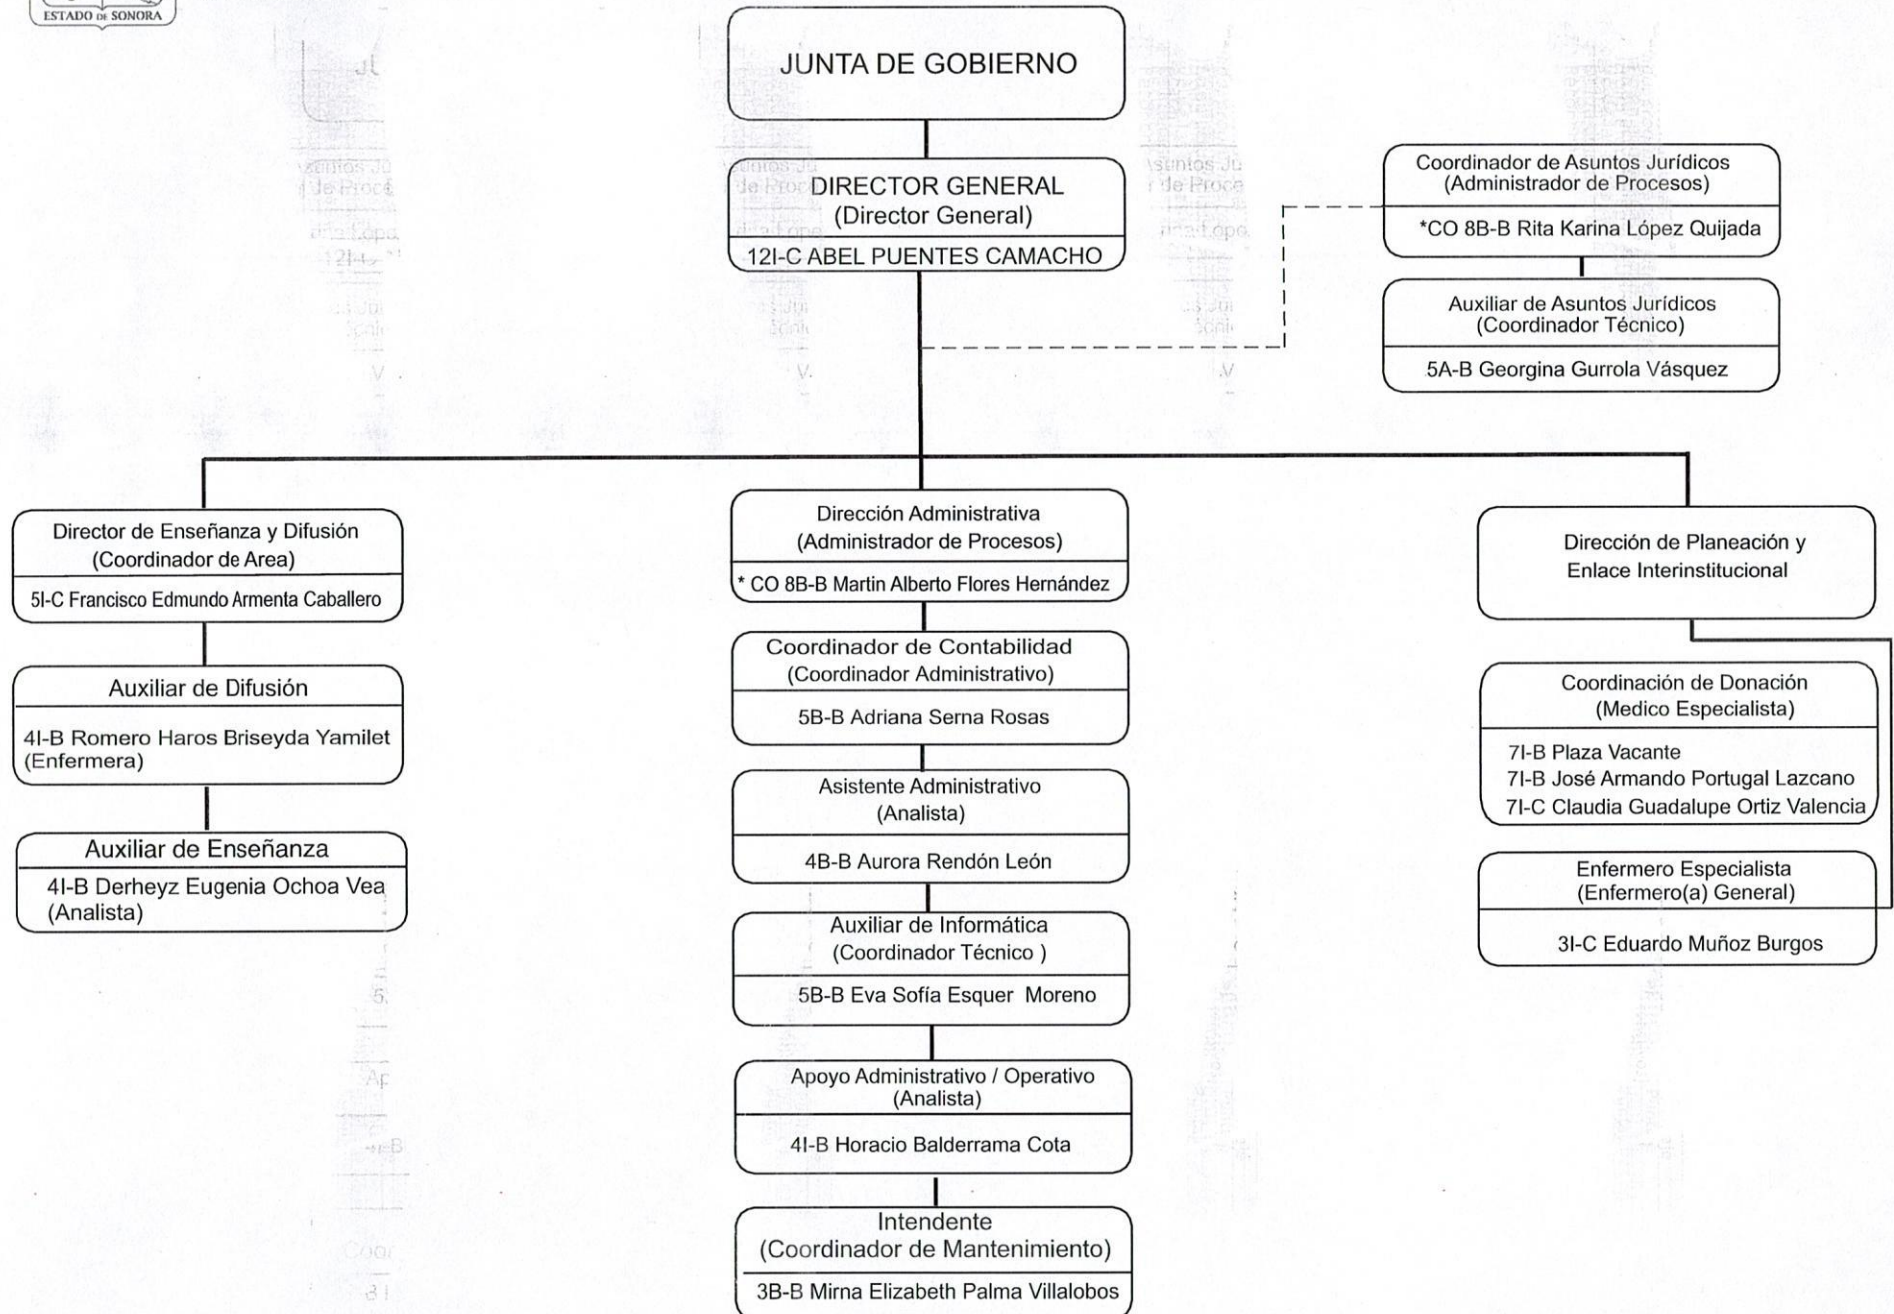 ESTADO DE SONORA
JUNTA DE GOBIERNO
DIRECTOR GENERAL
(Director General)
12I-C ABEL PUENTES CAMACHO
Coordinador de Asuntos Jurídicos
(Administrador de Procesos)
*CO 8B-B Rita Karina López Quijada
Auxiliar de Asuntos Jurídicos
(Coordinador Técnico)
5A-B Georgina Gurrola Vásquez
Director de Enseñanza y Difusión
(Coordinador de Area)
5I-C Francisco Edmundo Armenta Caballero
Auxiliar de Difusión
4I-B Romero Haros Briseyda Yamilet
(Enfermera)
Auxiliar de Enseñanza
4I-B Derheyz Eugenia Ochoa Vea
(Analista)
Dirección Administrativa
(Administrador de Procesos)
* CO 8B-B Martin Alberto Flores Hernández
Coordinador de Contabilidad
(Coordinador Administrativo)
5B-B Adriana Serna Rosas
Asistente Administrativo
(Analista)
4B-B Aurora Rendón León
Auxiliar de Informática
(Coordinador Técnico )
5B-B Eva Sofía Esquer Moreno
Apoyo Administrativo / Operativo
(Analista)
4I-B Horacio Balderrama Cota
Intendente
(Coordinador de Mantenimiento)
3B-B Mirna Elizabeth Palma Villalobos
Dirección de Planeación y
Enlace Interinstitucional
Coordinación de Donación
(Medico Especialista)
7I-B Plaza Vacante
7I-B José Armando Portugal Lazcano
7I-C Claudia Guadalupe Ortiz Valencia
Enfermero Especialista
(Enfermero(a) General)
3I-C Eduardo Muñoz Burgos